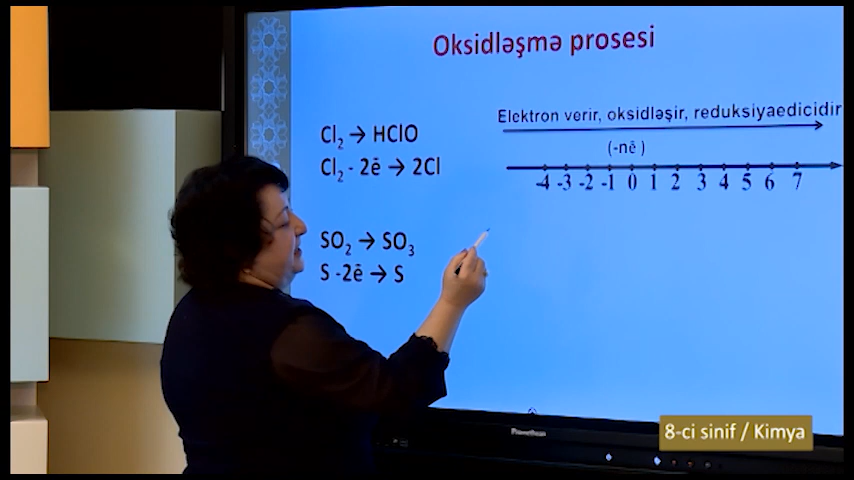 Oksidləşmə prosesi
Cl₂ → HClO
Cl₂ - 2ē → 2Cl
SO₂ → SO₃
S -2ē → S
Elektron verir, oksidləşir, reduksiyaedicidir
(-nē )
-4 -3 -2 -1 0 1 2 3 4 5 6 7
Promethean
8-ci sinif / Kimya